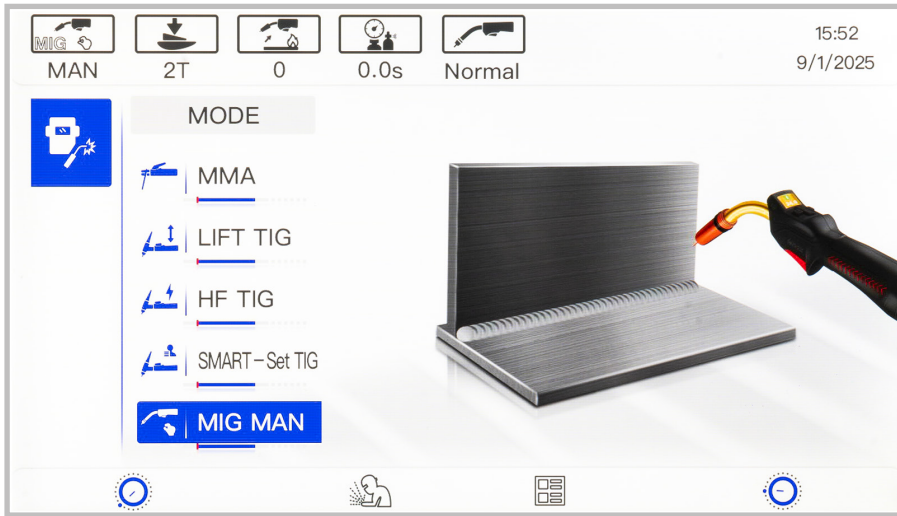 MIG
MAN
2T
0
0.0s
Normal
15:52
9/1/2025
MODE
MMA
LIFT TIG
HF TIG
SMART-Set TIG
MIG MAN